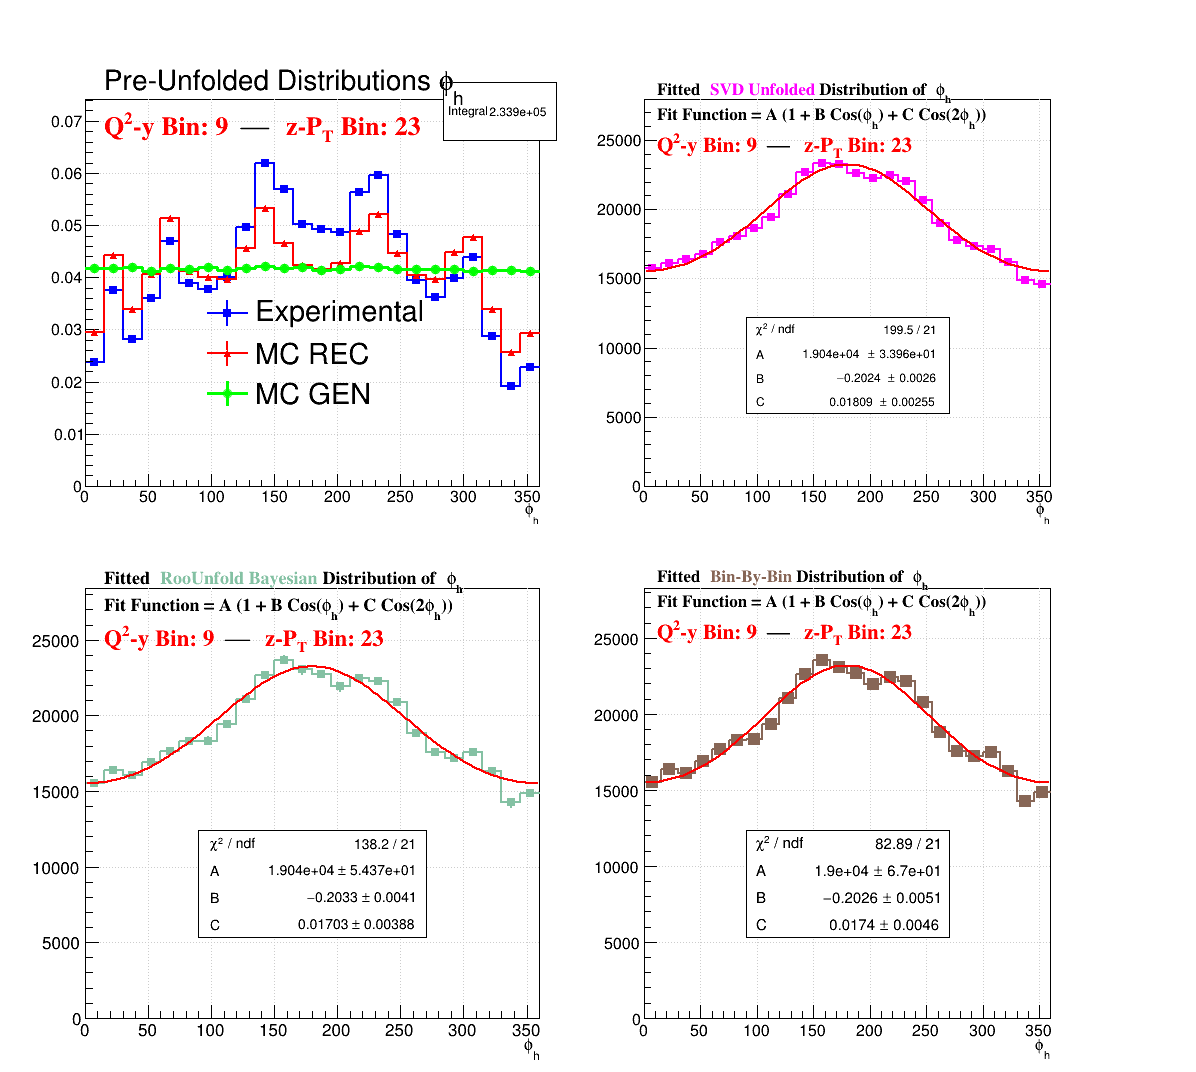 Pre-Unfolded Distributions ϕh
Integral 2.339e+05
Q²-y Bin: 9 — z-PT Bin: 23
0.07
0.06
0.05
0.04
0.03
0.02
0.01
0
Experimental
MC REC
MC GEN
0 50 100 150 200 250 300 350
ϕh
Fitted SVD Unfolded Distribution of ϕh
Fit Function = A (1 + B Cos(ϕh) + C Cos(2ϕh))
Q²-y Bin: 9 — z-PT Bin: 23
25000
20000
15000
10000
5000
0
χ² / ndf 199.5 / 21
A 1.904e+04 ± 3.396e+01
B −0.2024 ± 0.0026
C 0.01809 ± 0.00255
0 50 100 150 200 250 300 350
ϕh
Fitted RooUnfold Bayesian Distribution of ϕh
Fit Function = A (1 + B Cos(ϕh) + C Cos(2ϕh))
Q²-y Bin: 9 — z-PT Bin: 23
25000
20000
15000
10000
5000
0
χ² / ndf 138.2 / 21
A 1.904e+04 ± 5.437e+01
B −0.2033 ± 0.0041
C 0.01703 ± 0.00388
0 50 100 150 200 250 300 350
ϕh
Fitted Bin-By-Bin Distribution of ϕh
Fit Function = A (1 + B Cos(ϕh) + C Cos(2ϕh))
Q²-y Bin: 9 — z-PT Bin: 23
25000
20000
15000
10000
5000
0
χ² / ndf 82.89 / 21
A 1.9e+04 ± 6.7e+01
B −0.2026 ± 0.0051
C 0.0174 ± 0.0046
0 50 100 150 200 250 300 350
ϕh